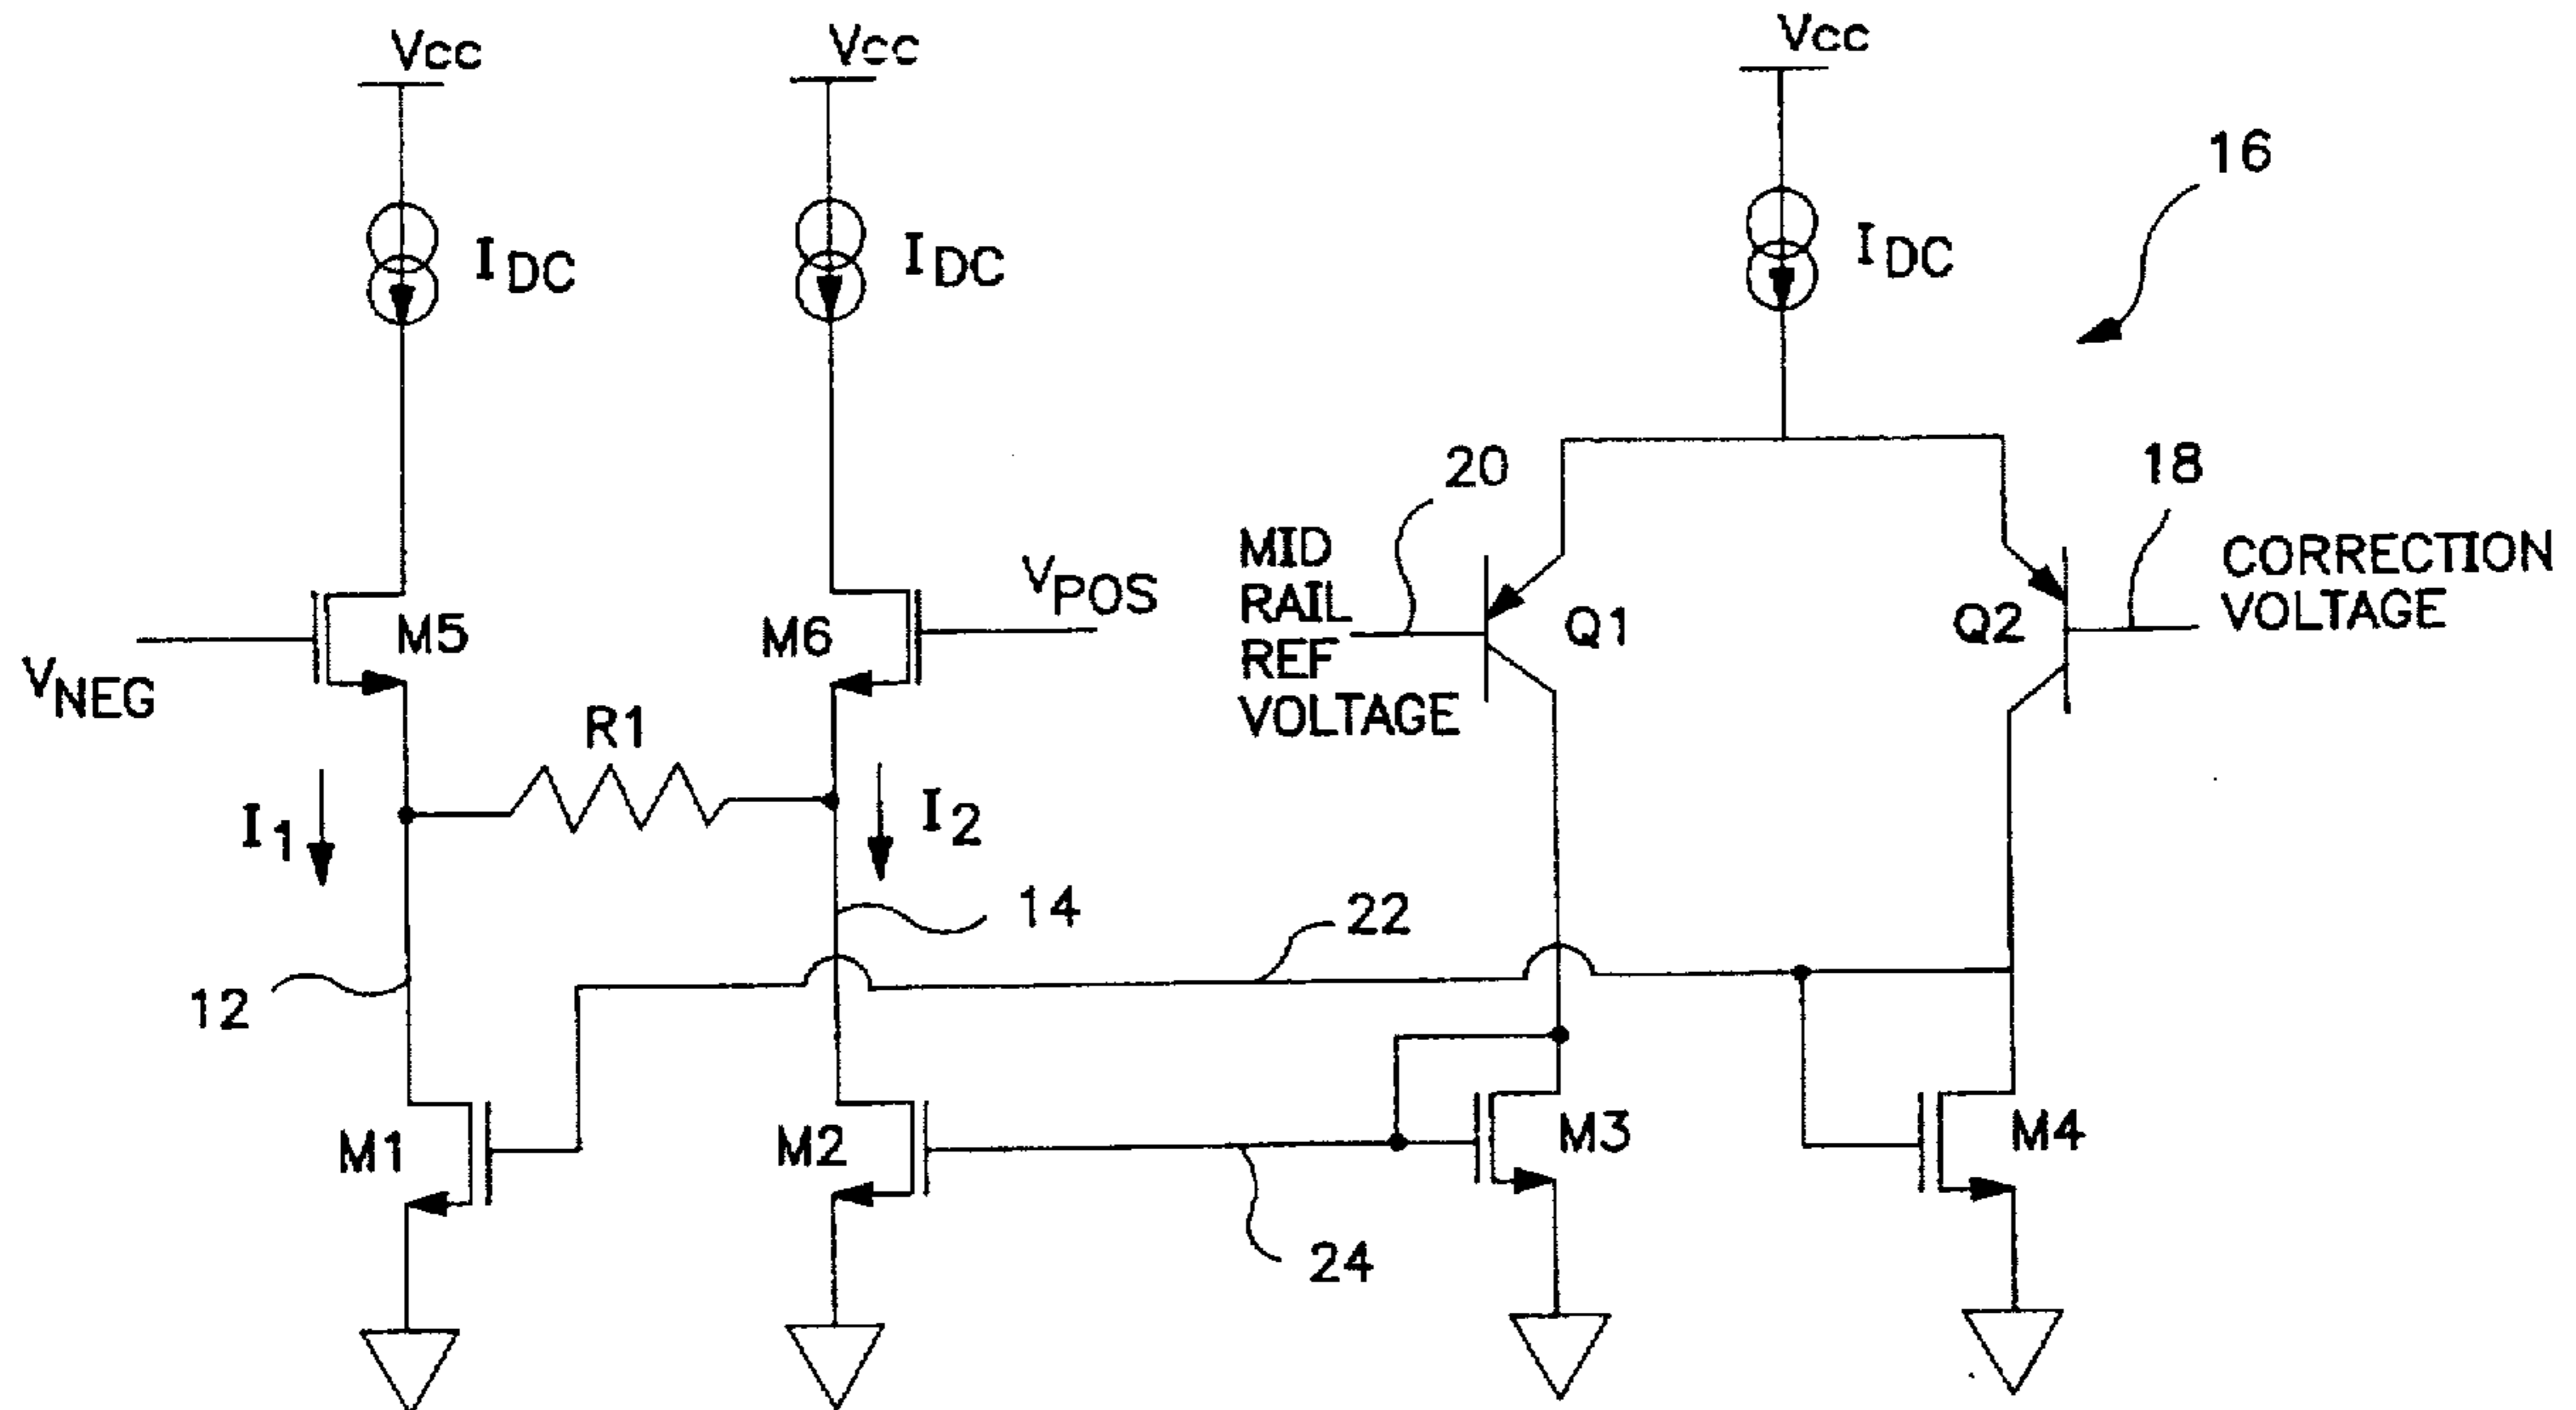 Vcc
Vcc
Vcc
16
IDC
IDC
IDC
20
18
MID
RAIL
REF
VOLTAGE
CORRECTION
VOLTAGE
VPOS
M5
M6
Q1
Q2
VNEG
R1
I1
I2
14
22
12
M1
M2
M3
M4
24